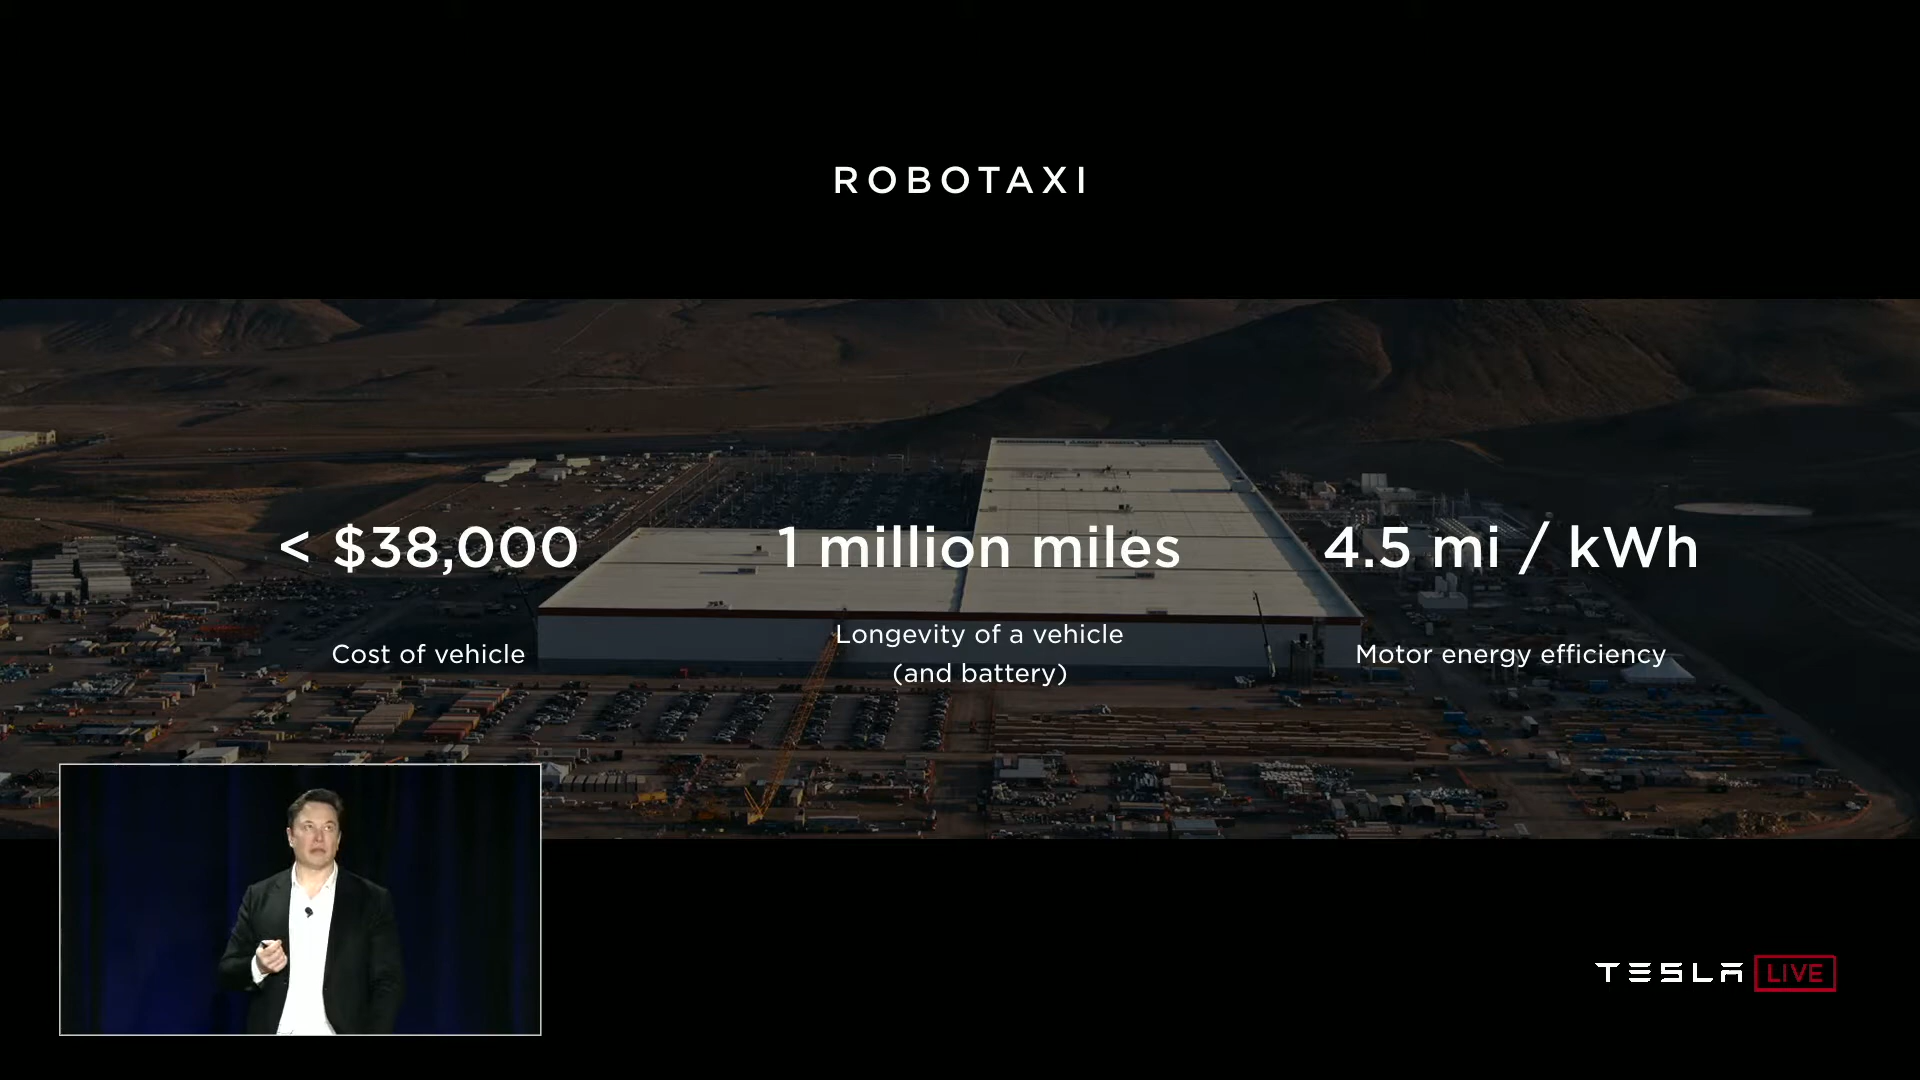 ROBOTAXI
< $38,000
Cost of vehicle
1 million miles
Longevity of a vehicle
(and battery)
4.5 mi / kWh
Motor energy efficiency
TESLA LIVE